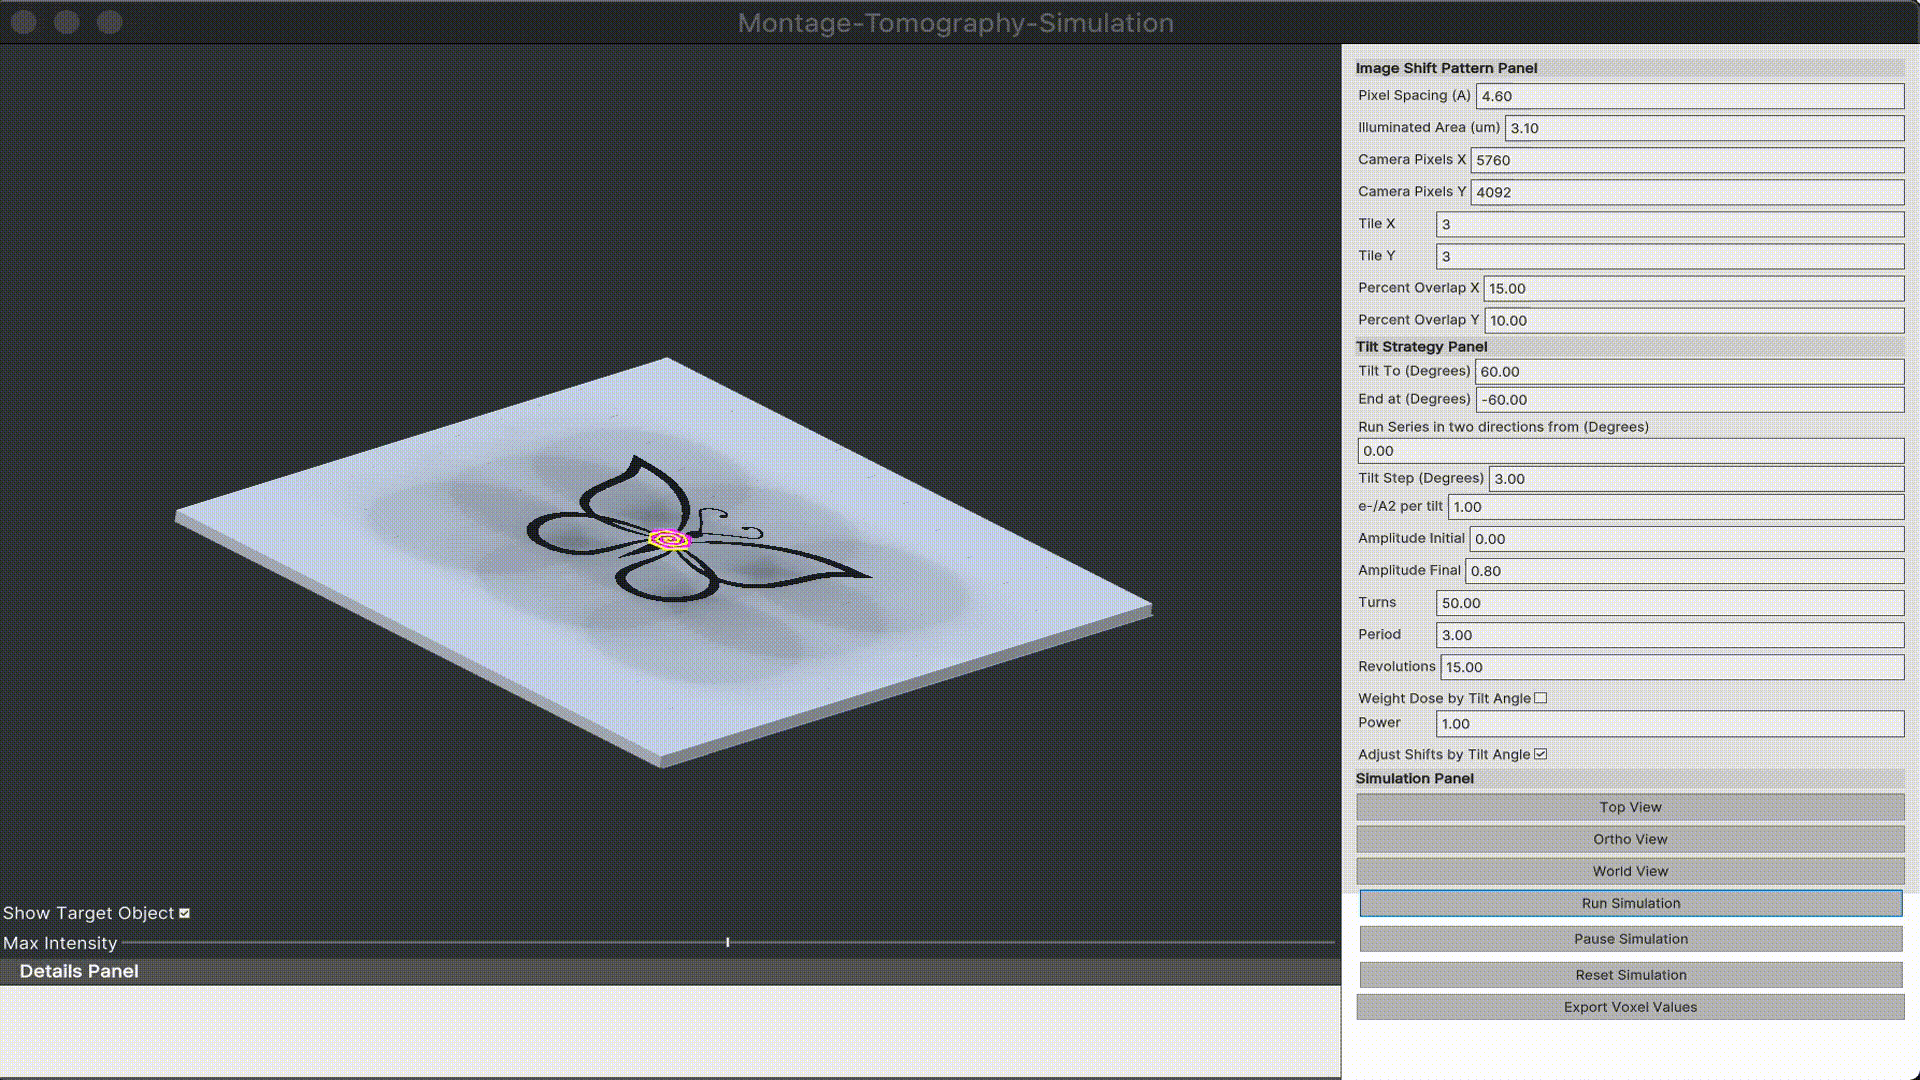 Montage-Tomography-Simulation
Image Shift Pattern Panel
Pixel Spacing (A) 4.60
Illuminated Area (um) 3.10
Camera Pixels X 5760
Camera Pixels Y 4092
Tile X 3
Tile Y 3
Percent Overlap X 15.00
Percent Overlap Y 10.00
Tilt Strategy Panel
Tilt To (Degrees) 60.00
End at (Degrees) -60.00
Run Series in two directions from (Degrees)
0.00
Tilt Step (Degrees) 3.00
e-/A2 per tilt 1.00
Amplitude Initial 0.00
Amplitude Final 0.80
Turns 50.00
Period 3.00
Revolutions 15.00
Weight Dose by Tilt Angle
Power 1.00
Adjust Shifts by Tilt Angle
Simulation Panel
Top View
Ortho View
World View
Run Simulation
Pause Simulation
Reset Simulation
Export Voxel Values
Show Target Object
Max Intensity
Details Panel